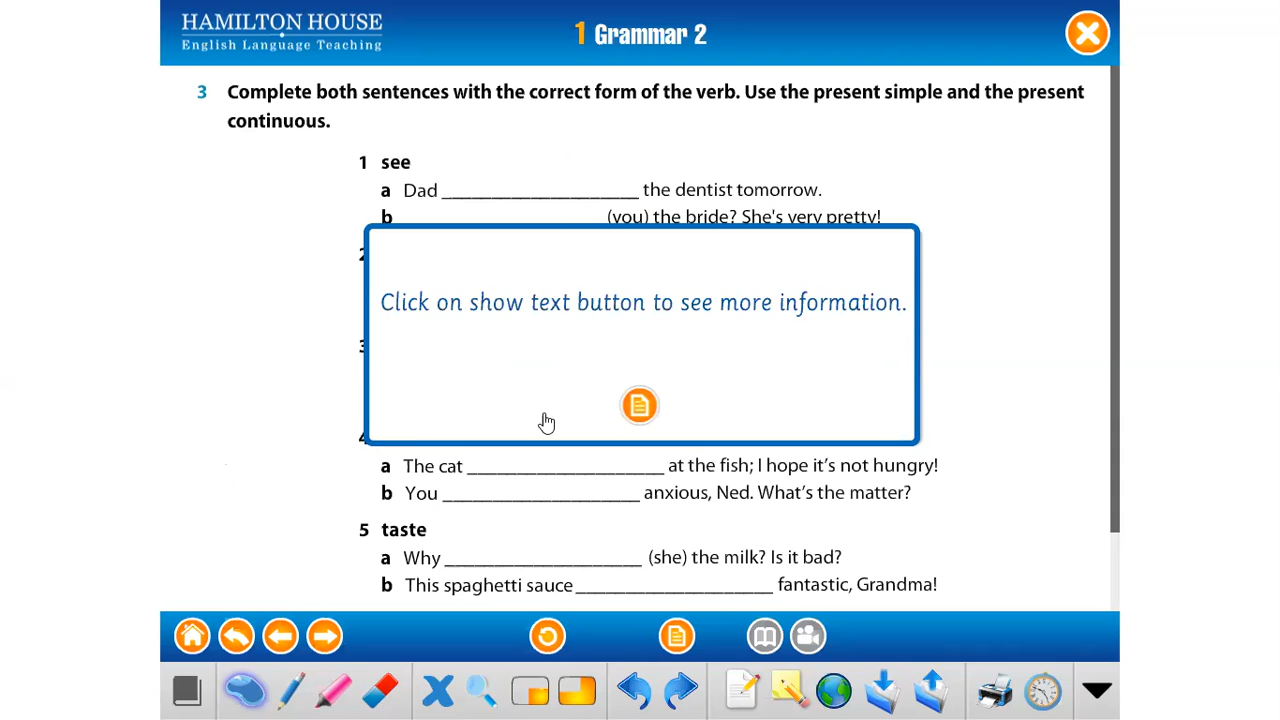 HAMILTON HOUSE
English Language Teaching
1 Grammar 2
3 Complete both sentences with the correct form of the verb. Use the present simple and the present
continuous.
1 see
a Dad ____________________ the dentist tomorrow.
b ____________________ (you) the bride? She's very pretty!
Click on show text button to see more information.
a The cat ____________________ at the fish; I hope it's not hungry!
b You ____________________ anxious, Ned. What's the matter?
5 taste
a Why ____________________ (she) the milk? Is it bad?
b This spaghetti sauce ____________________ fantastic, Grandma!